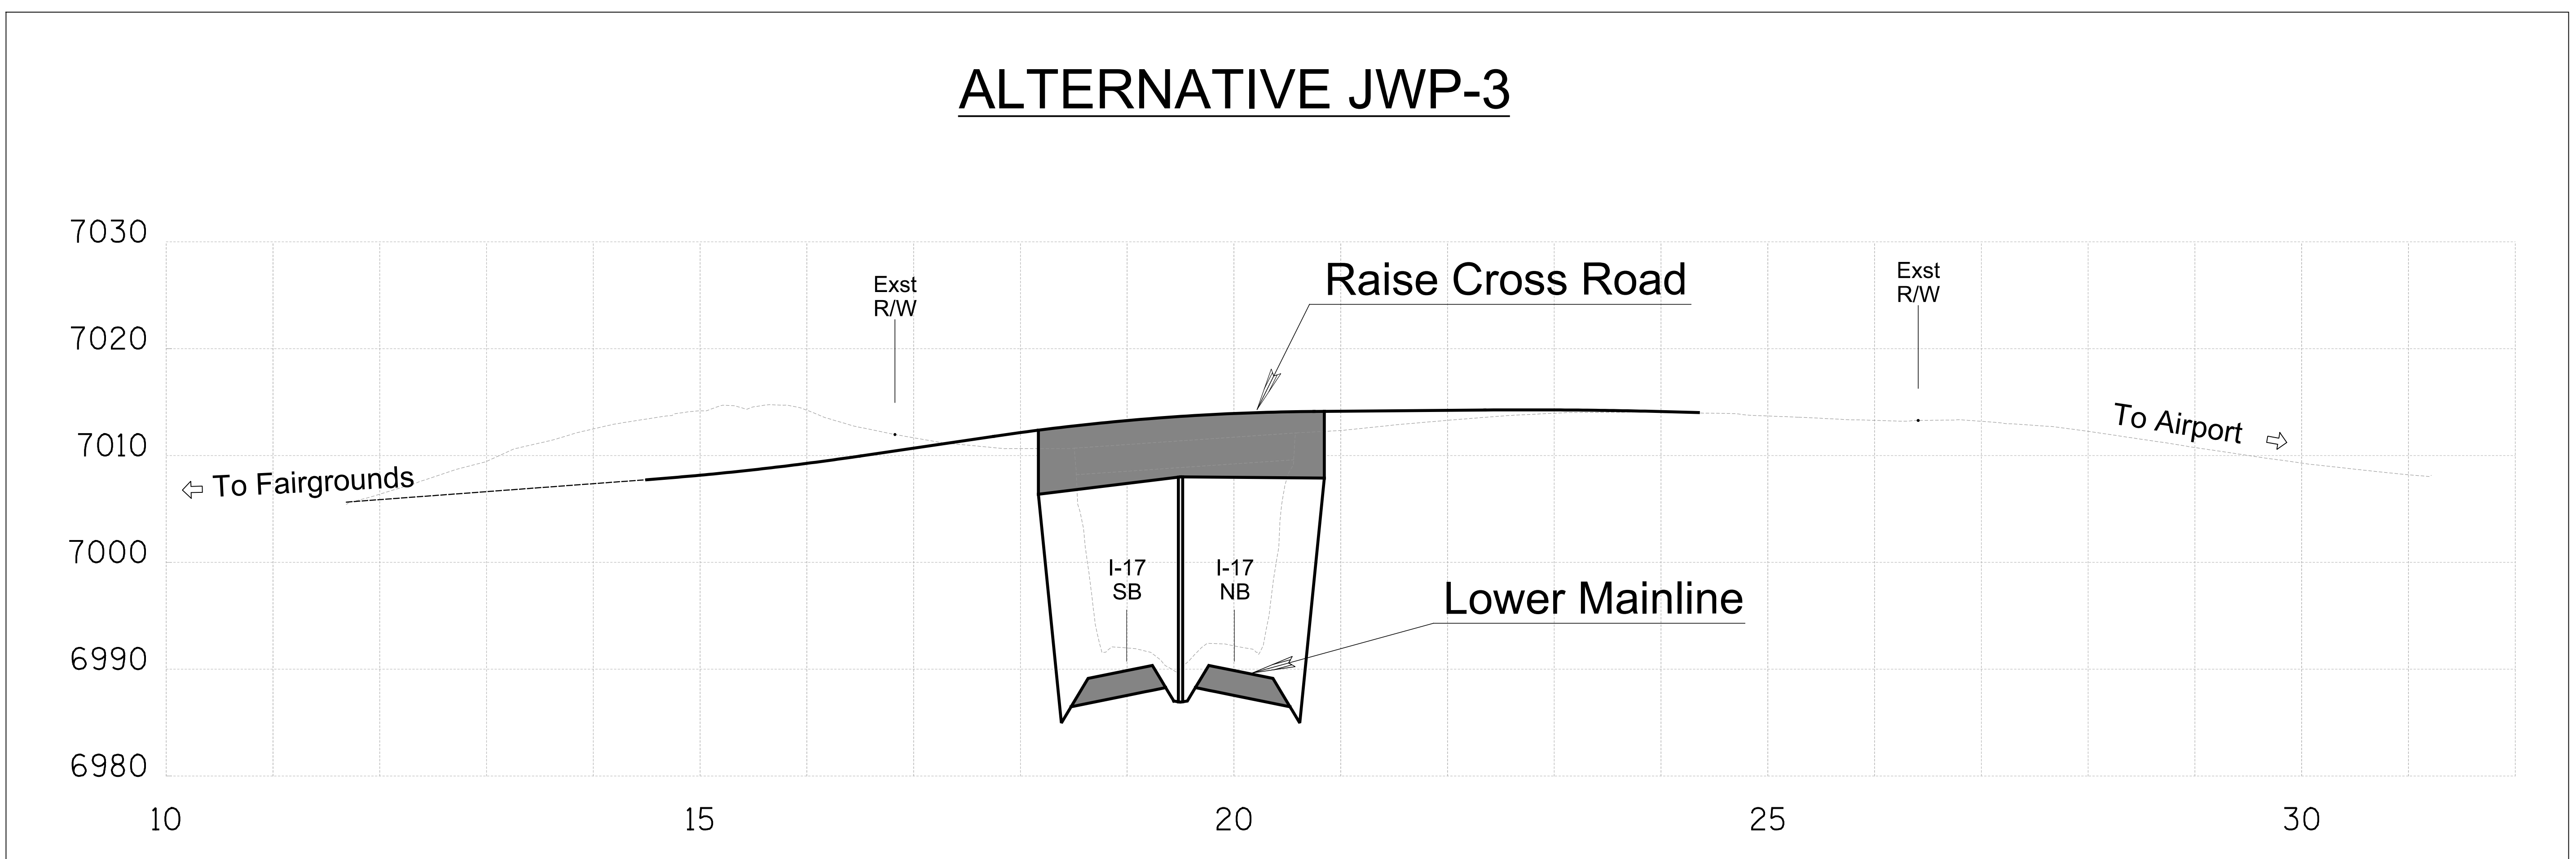 ALTERNATIVE JWP-3
7030
Raise Cross Road
Exst
R/W
Exst
R/W
7020
To Airport
7010
To Fairgrounds
7000
I-17
SB
I-17
NB
Lower Mainline
6990
6980
10 15 20 25 30